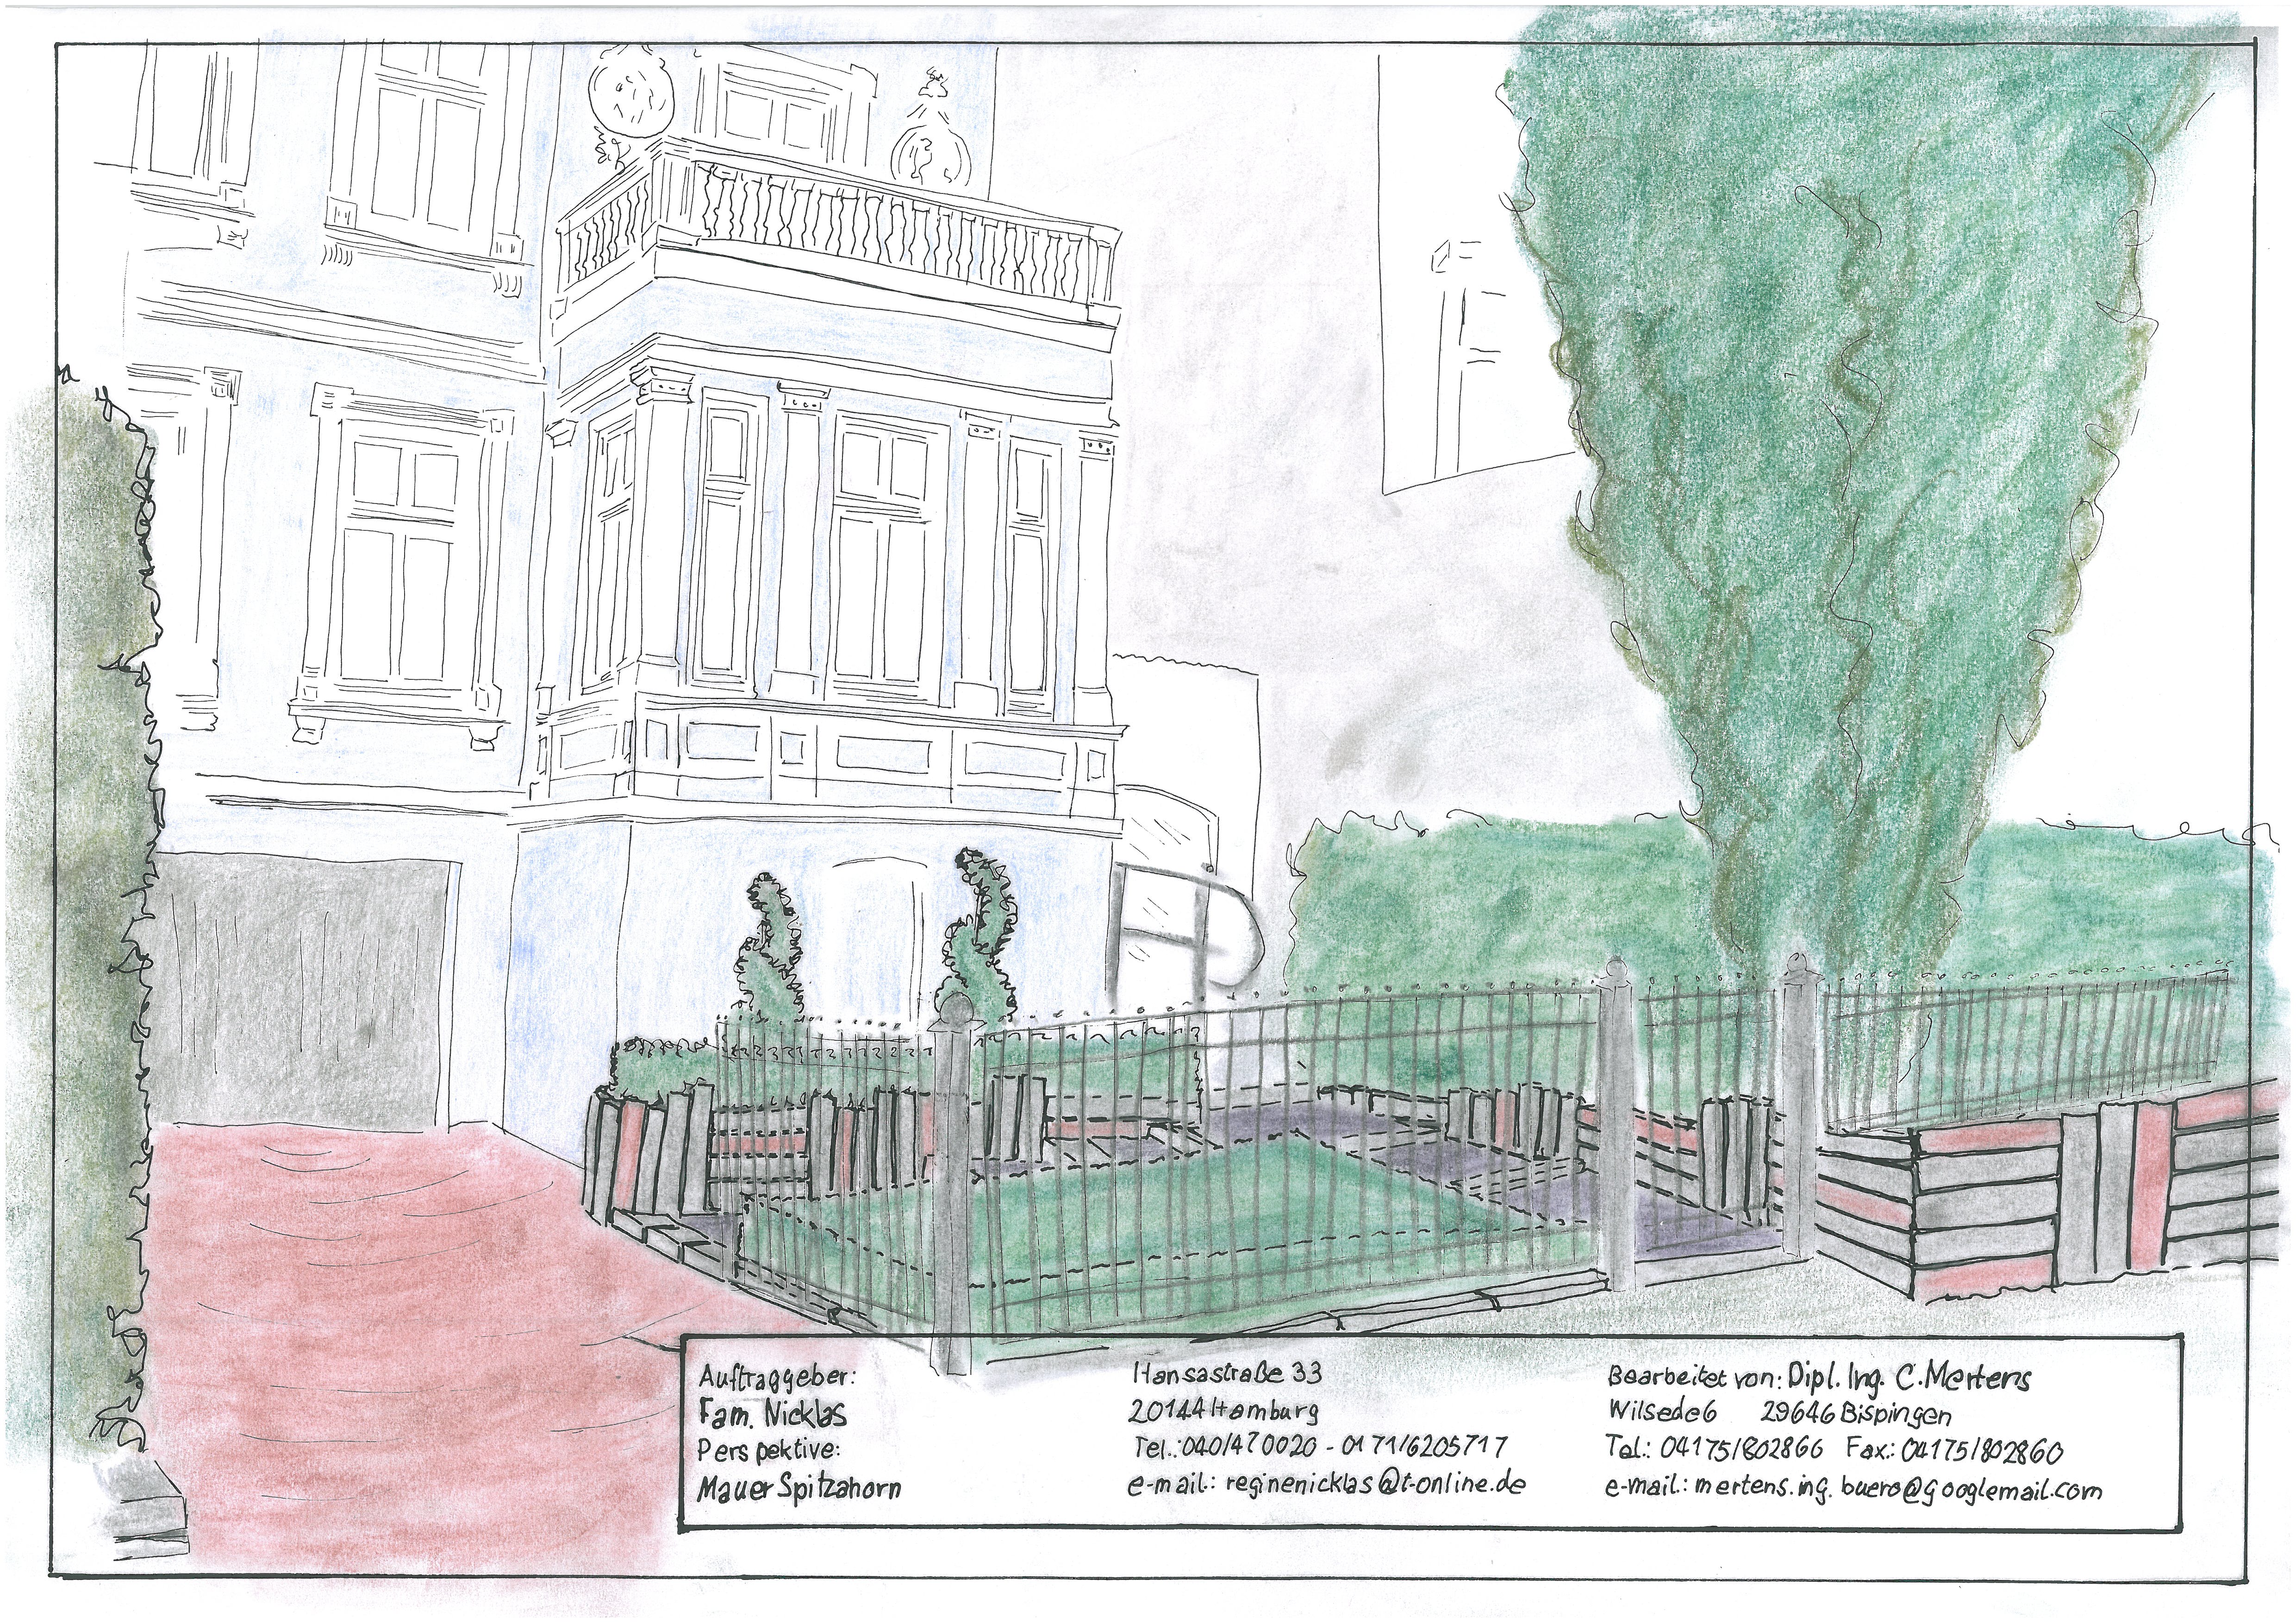 Auftraggeber:
Fam. Nicklas
Perspektive:
Mauer Spitzahorn
Hansastraße 33
20144 Hamburg
Tel.: 040/470020 - 0171/6205717
e-mail.: reginenicklas@t-online.de
Bearbeitet von: Dipl. Ing. C. Mertens
Wilsede 6 29646 Bispingen
Tel.: 04175/802866 Fax.: 04175/802860
e-mail.: mertens.ing.buero@googlemail.com